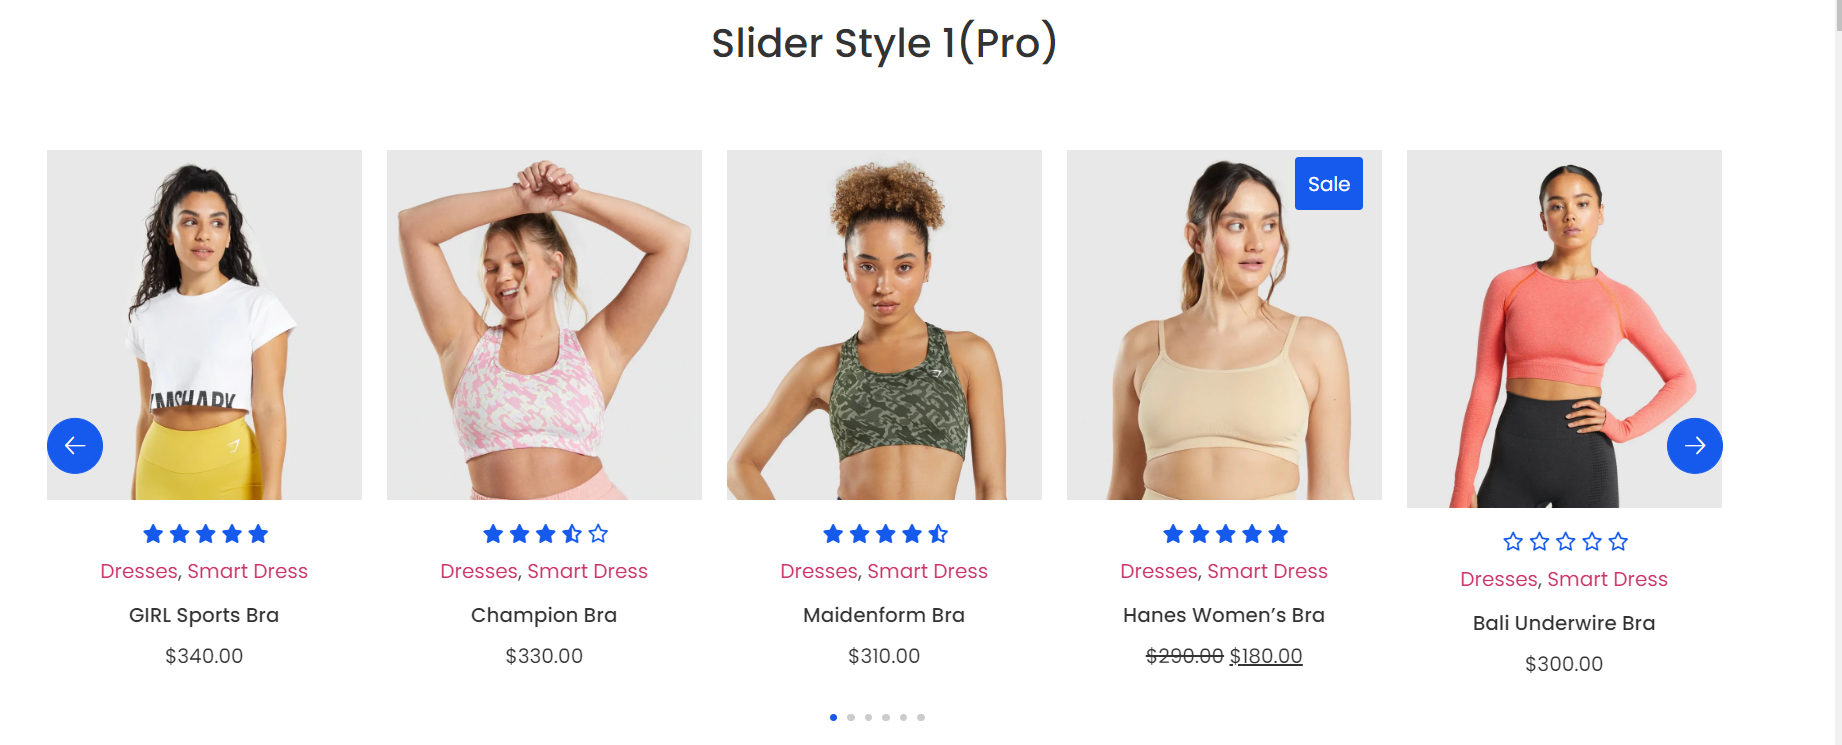 Slider Style 1(Pro)
Sale
Dresses, Smart Dress
GIRL Sports Bra
$340.00
Dresses, Smart Dress
Champion Bra
$330.00
Dresses, Smart Dress
Maidenform Bra
$310.00
Dresses, Smart Dress
Hanes Women’s Bra
$290.00 $180.00
Dresses, Smart Dress
Bali Underwire Bra
$300.00